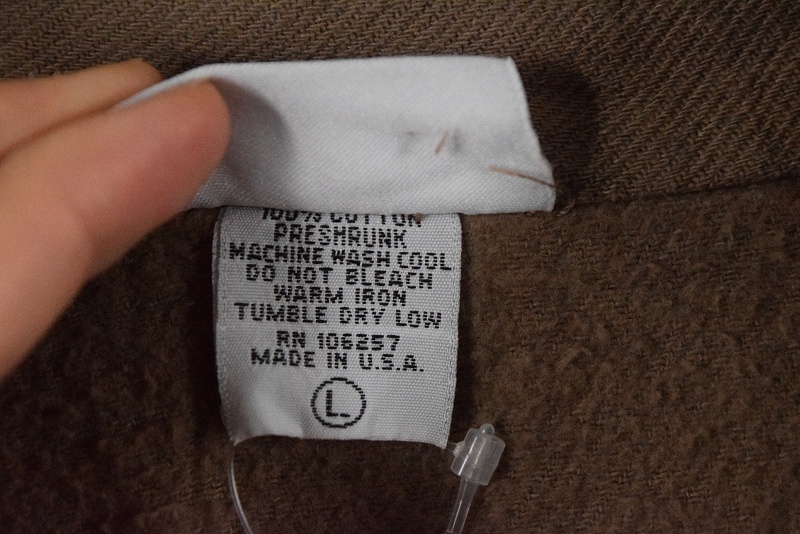 100% COTTON
PRESHRUNK
MACHINE WASH COOL
DO NOT BLEACH
WARM IRON
TUMBLE DRY LOW
RN 106257
MADE IN U.S.A.
L